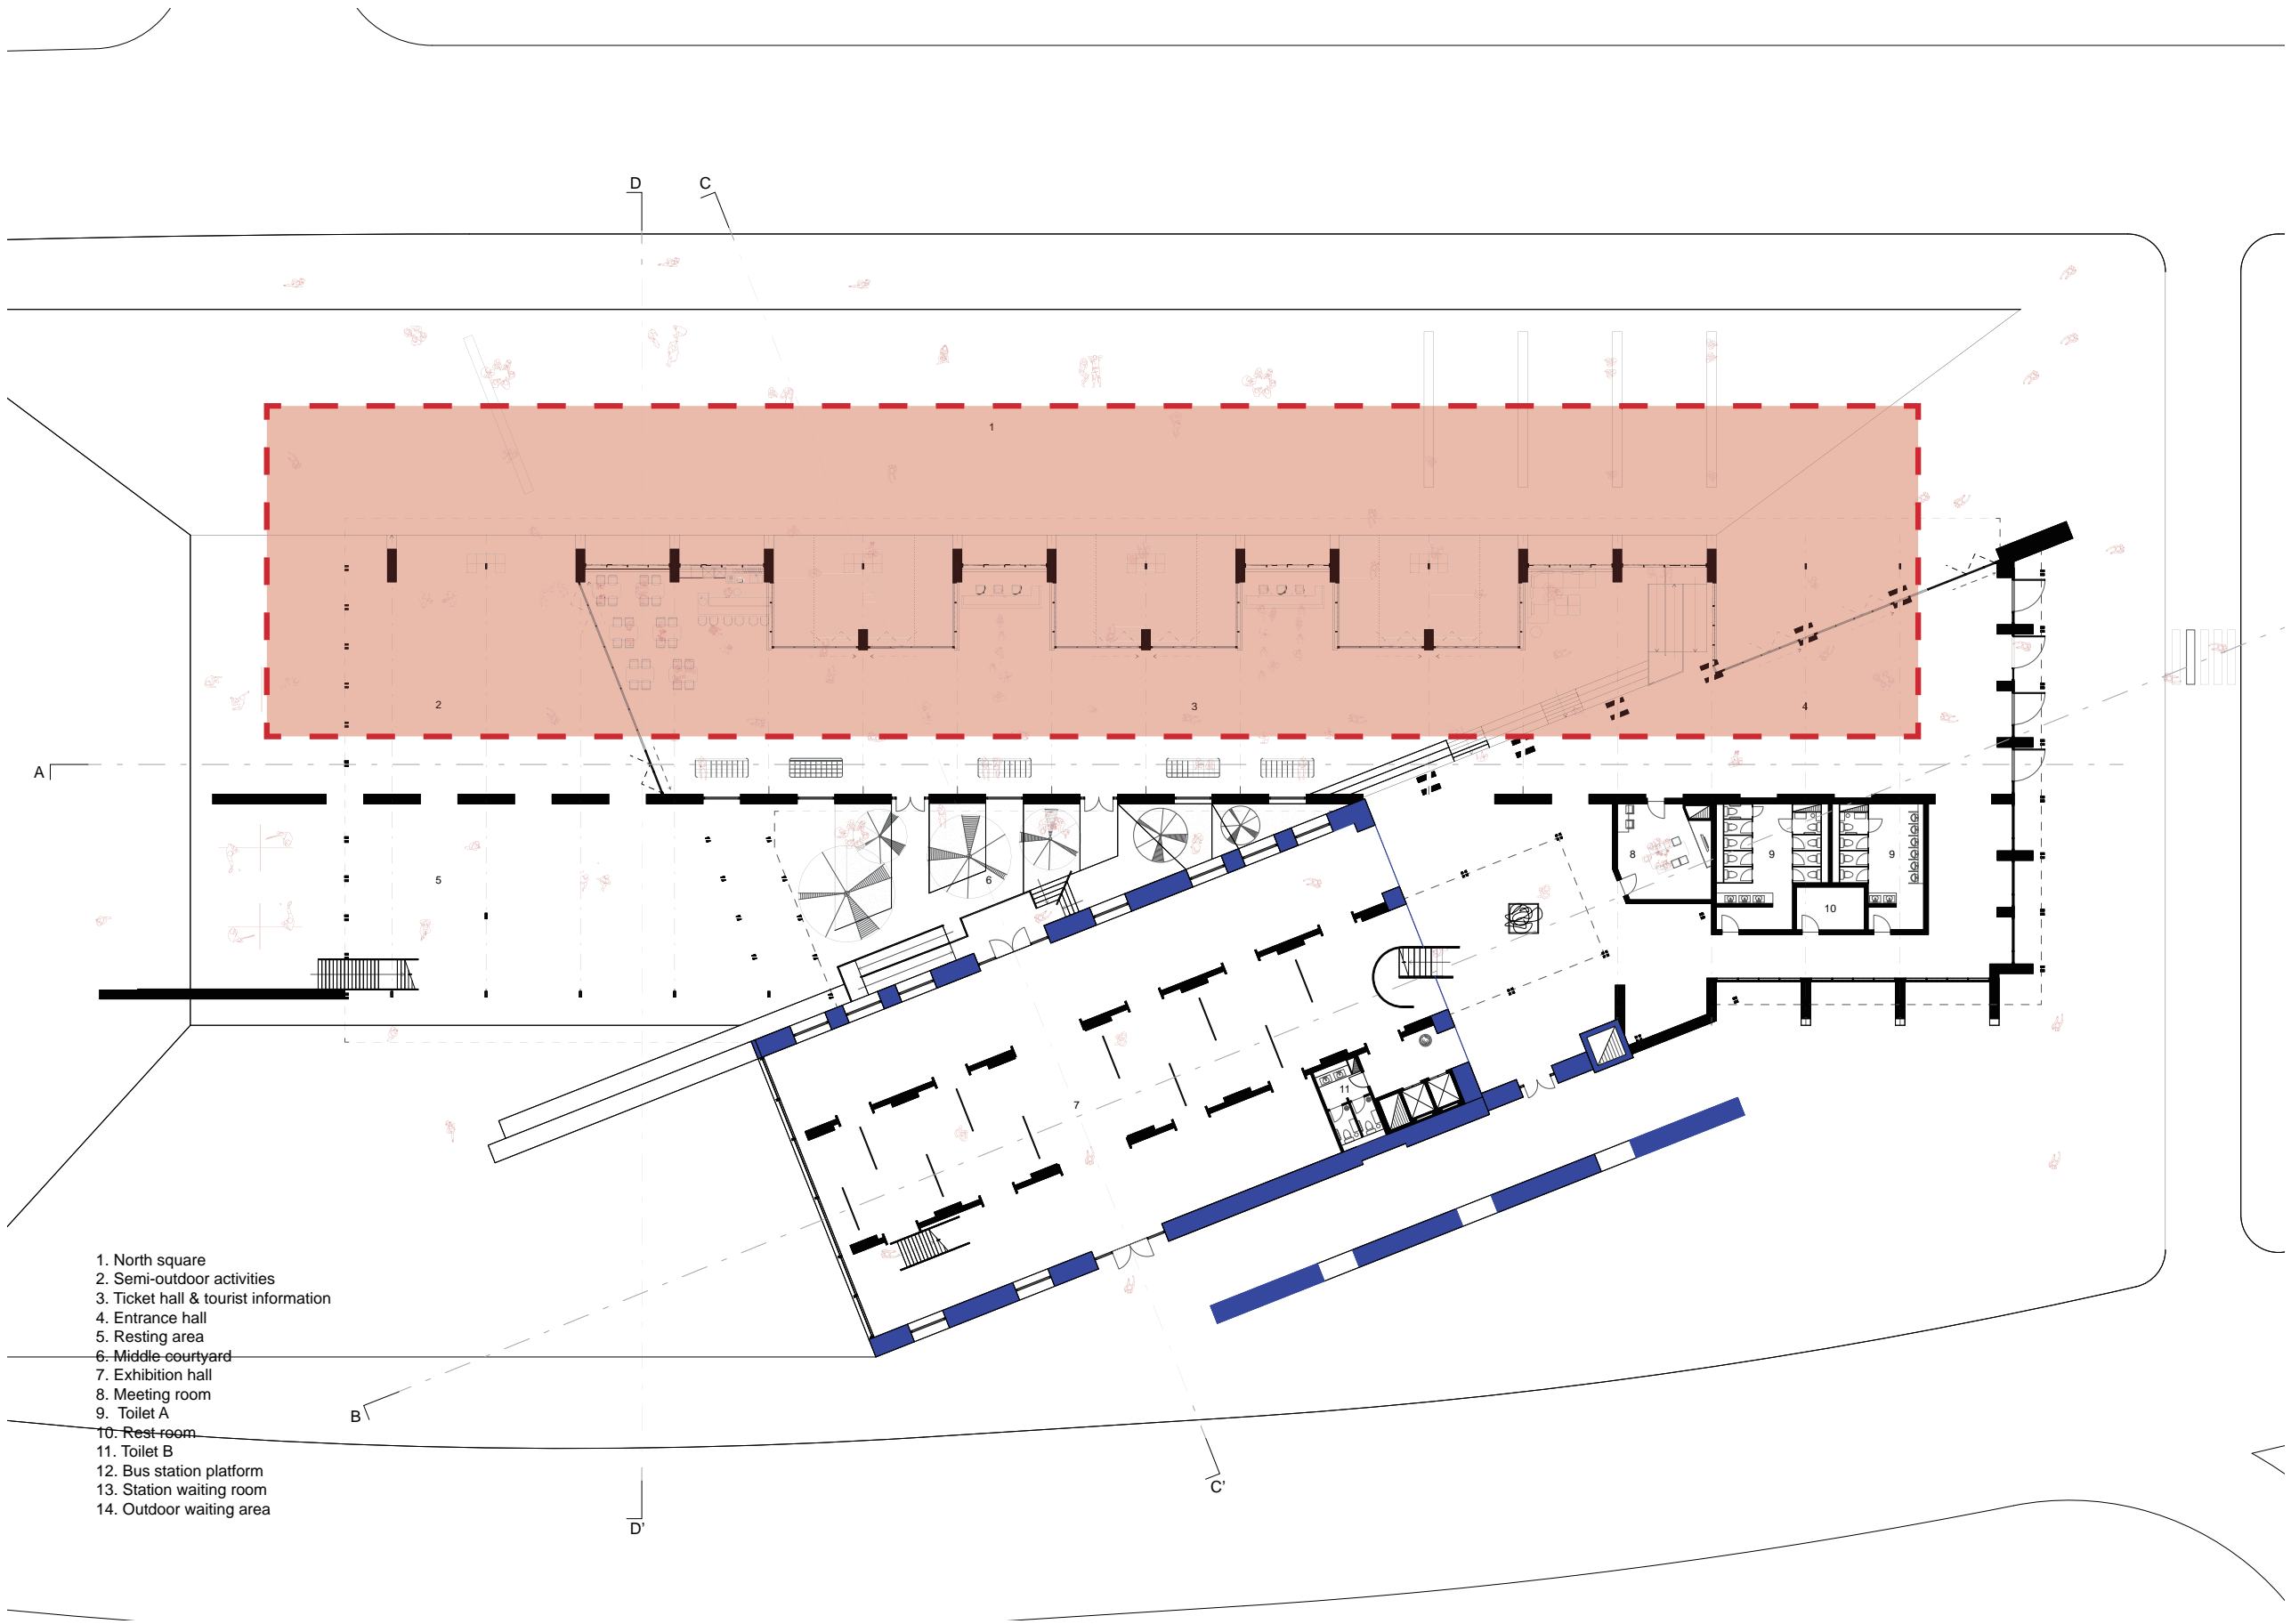 D
C
1
2
3
4
A
5
6
8
9
9
10
11
7
1. North square
2. Semi-outdoor activities
3. Ticket hall & tourist information
4. Entrance hall
5. Resting area
6. Middle courtyard
7. Exhibition hall
8. Meeting room
9. Toilet A
10. Rest room
11. Toilet B
12. Bus station platform
13. Station waiting room
14. Outdoor waiting area
B
C'
D'